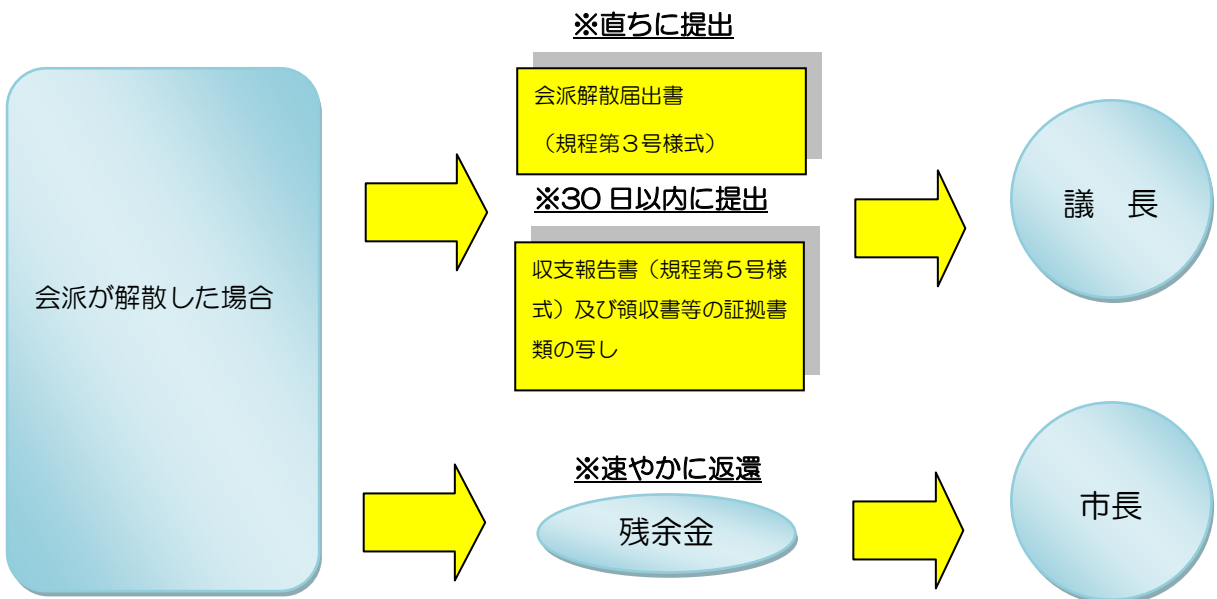 ※直ちに提出
会派解散届出書
（規程第３号様式）
※30 日以内に提出
収支報告書（規程第５号様
式）及び領収書等の証拠書
類の写し
議　長
会派が解散した場合
※速やかに返還
残余金
市長